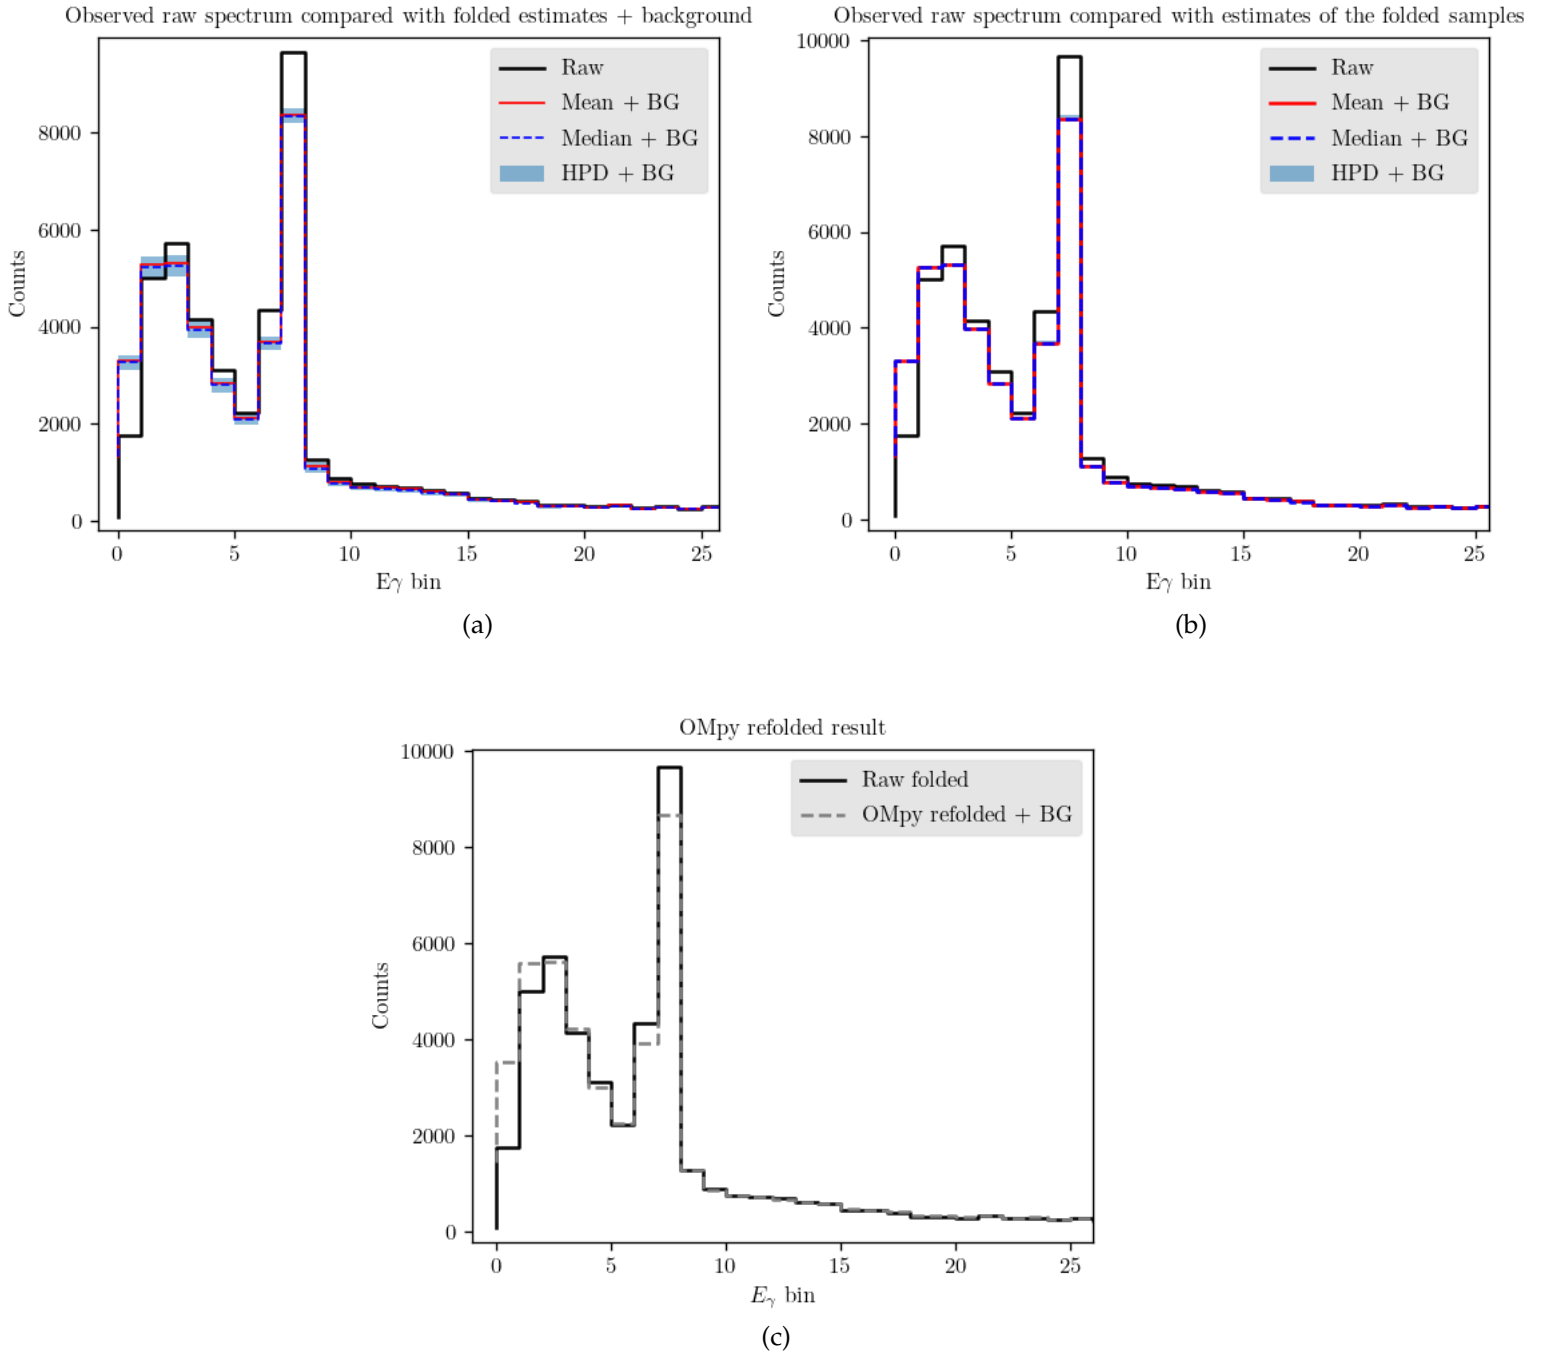 Observed raw spectrum compared with folded estimates + background
Raw
Mean + BG
Median + BG
HPD + BG
8000
6000
4000
2000
0
Counts
0 5 10 15 20 25
Eγ bin
(a)
Observed raw spectrum compared with estimates of the folded samples
Raw
Mean + BG
Median + BG
HPD + BG
10000
8000
6000
4000
2000
0
Counts
0 5 10 15 20 25
Eγ bin
(b)
OMpy refolded result
Raw folded
OMpy refolded + BG
10000
8000
6000
4000
2000
0
Counts
0 5 10 15 20 25
Eγ bin
(c)